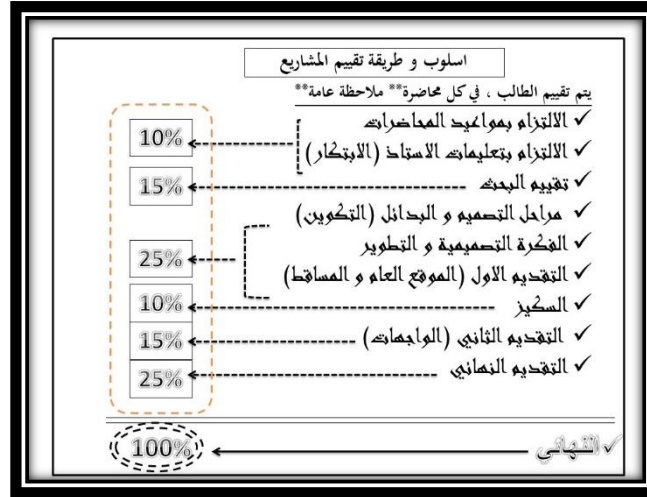 اسلوب و طريقة تقييم المشاريع
يتم تقييم الطالب ، في كل محاضرة** ملاحظة عامة**
✓ الالتزام بمواعيد المحاضرات
10%
✓ الالتزام بتعليمات الاستاذ (الابتكار)
✓ تقييم البحث
15%
✓ مراحل التصميم و البدائل (التكوين)
✓ الفكرة التصميمية و التطوير
25%
✓ التقديم الاول (الموقع العام و المساقط)
✓ السكيز
10%
✓ التقديم الثاني (الواجهات)
15%
✓ التقديم النهائي
25%
✓ النهائي
100%